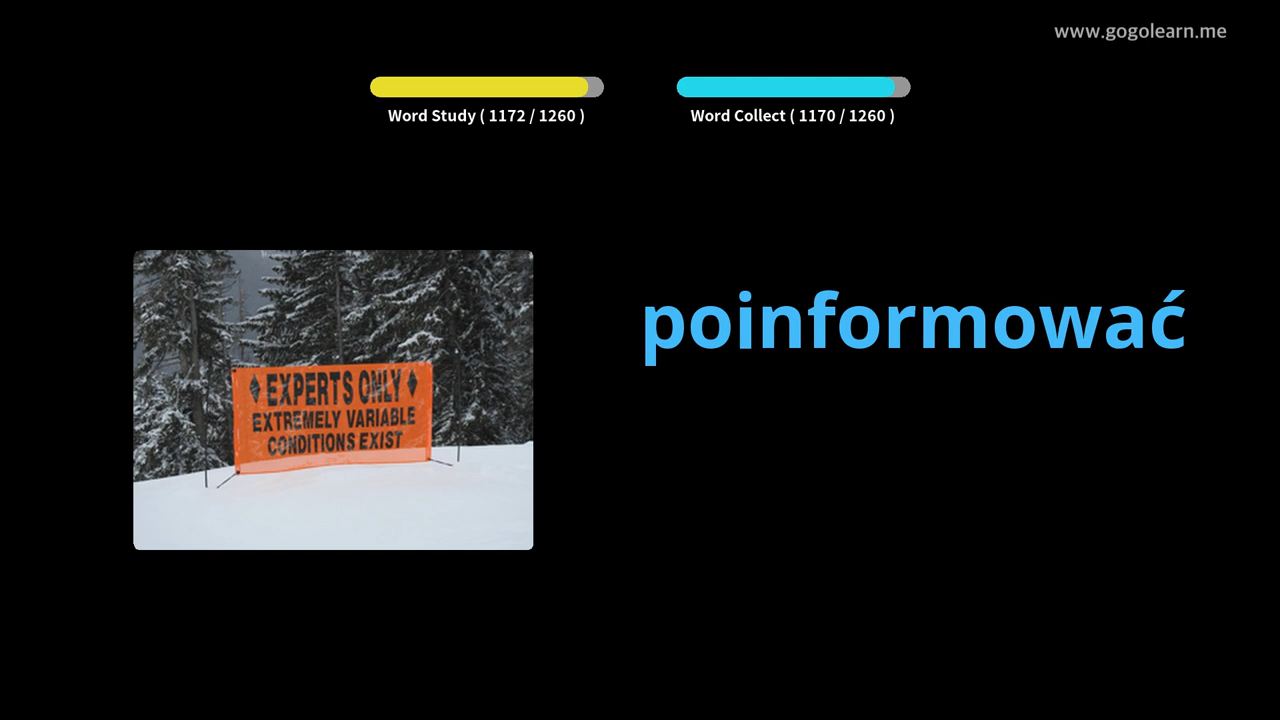 www.gogolearn.me
Word Study ( 1172 / 1260 )
Word Collect ( 1170 / 1260 )
poinformować
EXPERTS ONLY
EXTREMELY VARIABLE
CONDITIONS EXIST